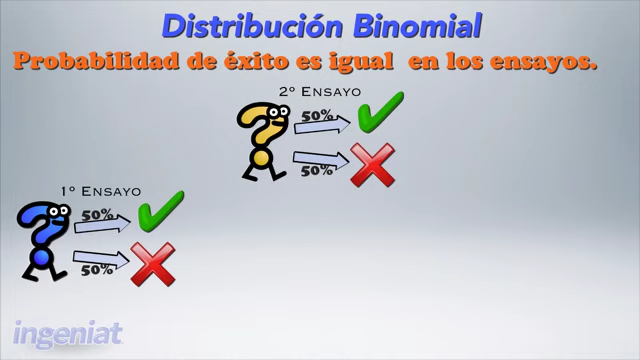 Distribución Binomial
Probabilidad de éxito es igual en los ensayos.
2º Ensayo
50%
50%
1º Ensayo
50%
50%
ingeniat